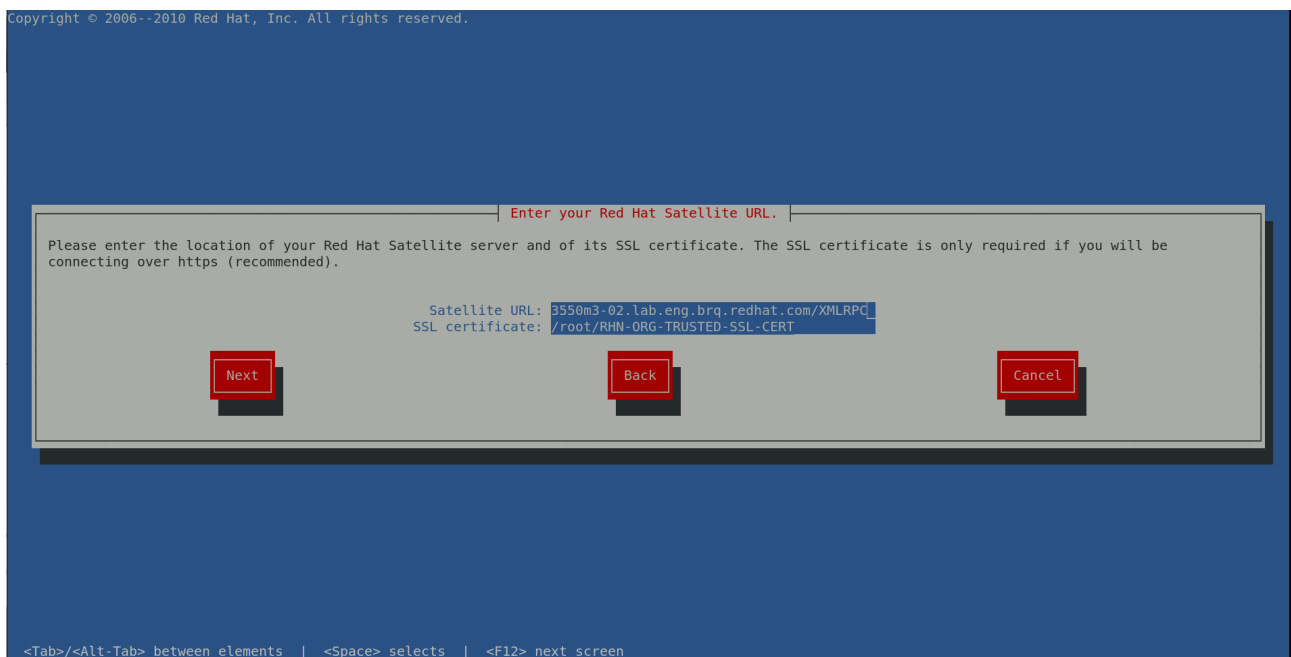 Copyright © 2006--2010 Red Hat, Inc. All rights reserved.
Enter your Red Hat Satellite URL.
Please enter the location of your Red Hat Satellite server and of its SSL certificate. The SSL certificate is only required if you will be
connecting over https (recommended).
Satellite URL: 3550m3-02.lab.eng.brq.redhat.com/XMLRPC_
SSL certificate: /root/RHN-ORG-TRUSTED-SSL-CERT
Next Back Cancel
<Tab>/<Alt-Tab> between elements | <Space> selects | <F12> next screen